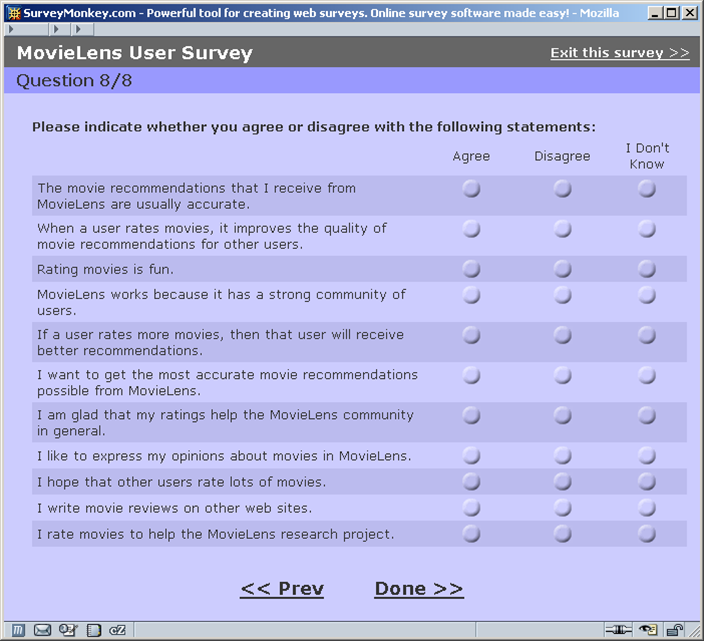 SurveyMonkey.com - Powerful tool for creating web surveys. Online survey software made easy! - Mozilla
MovieLens User Survey
Exit this survey >>
Question 8/8
Please indicate whether you agree or disagree with the following statements:
Agree
Disagree
I Don't
Know
The movie recommendations that I receive from
MovieLens are usually accurate.
When a user rates movies, it improves the quality of
movie recommendations for other users.
Rating movies is fun.
MovieLens works because it has a strong community of
users.
If a user rates more movies, then that user will receive
better recommendations.
I want to get the most accurate movie recommendations
possible from MovieLens.
I am glad that my ratings help the MovieLens community
in general.
I like to express my opinions about movies in MovieLens.
I hope that other users rate lots of movies.
I write movie reviews on other web sites.
I rate movies to help the MovieLens research project.
<< Prev
Done >>